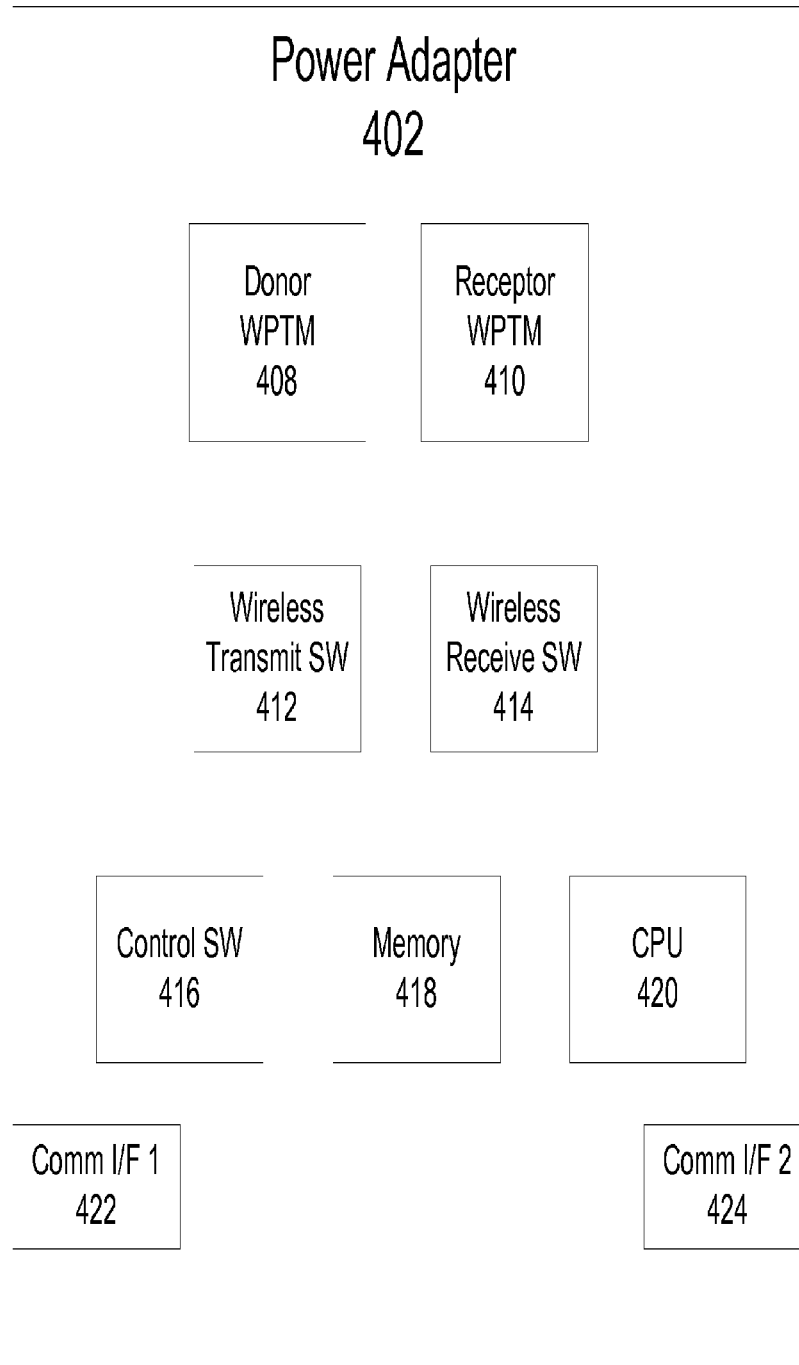 Power Adapter
402
Donor
WPTM
408
Receptor
WPTM
410
Wireless
Transmit SW
412
Wireless
Receive SW
414
Control SW
416
Memory
418
CPU
420
Comm I/F 1
422
Comm I/F 2
424